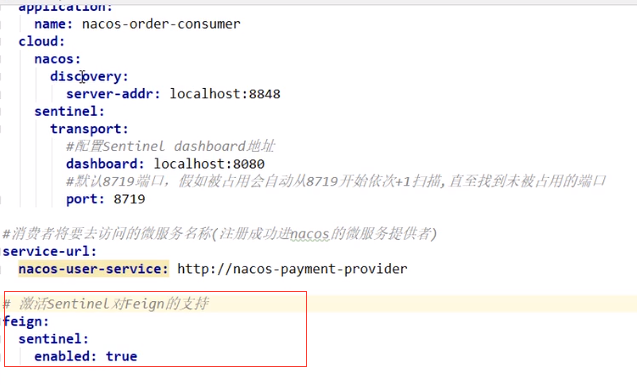 application:
name: nacos-order-consumer
cloud:
nacos:
discovery:
server-addr: localhost:8848
sentinel:
transport:
#配置Sentinel dashboard地址
dashboard: localhost:8080
#默认8719端口，假如被占用会自动从8719开始依次+1扫描,直至找到未被占用的端口
port: 8719
#消费者将要去访问的微服务名称(注册成功进nacos的微服务提供者)
service-url:
nacos-user-service: http://nacos-payment-provider
# 激活Sentinel对Feign的支持
feign:
sentinel:
enabled: true